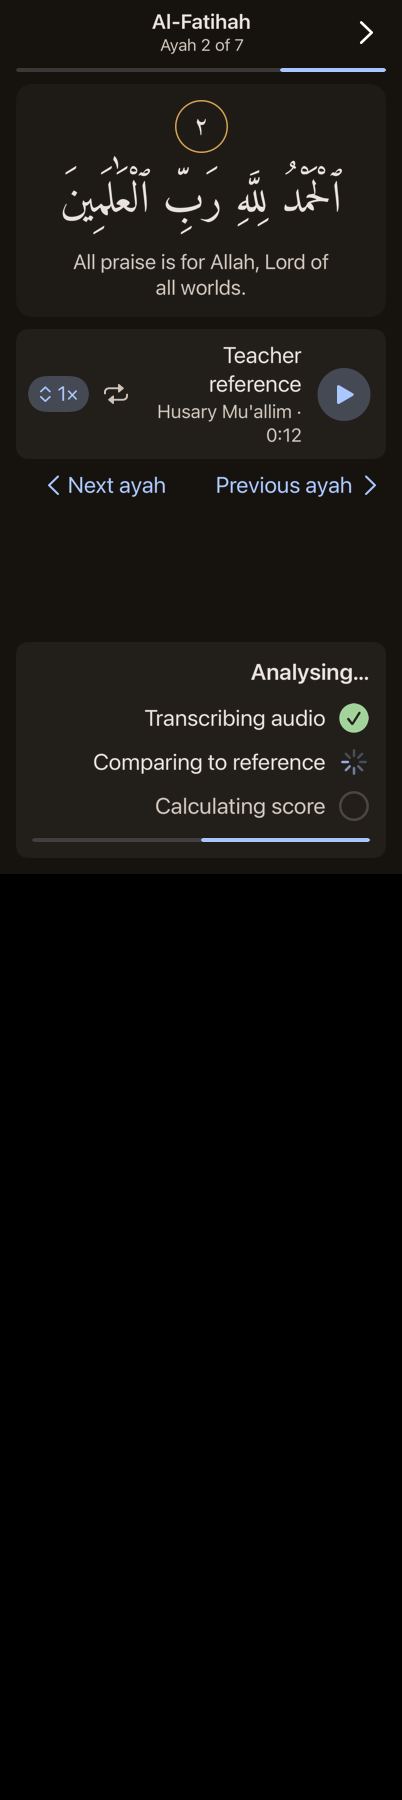 Al-Fatihah
Ayah 2 of 7
٢
ٱلْحَمْدُ لِلَّهِ رَبِّ ٱلْعَٰلَمِينَ
All praise is for Allah, Lord of
all worlds.
Teacher
reference
Husary Mu'allim ·
0:12
1×
Next ayah
Previous ayah
Analysing…
Transcribing audio
Comparing to reference
Calculating score